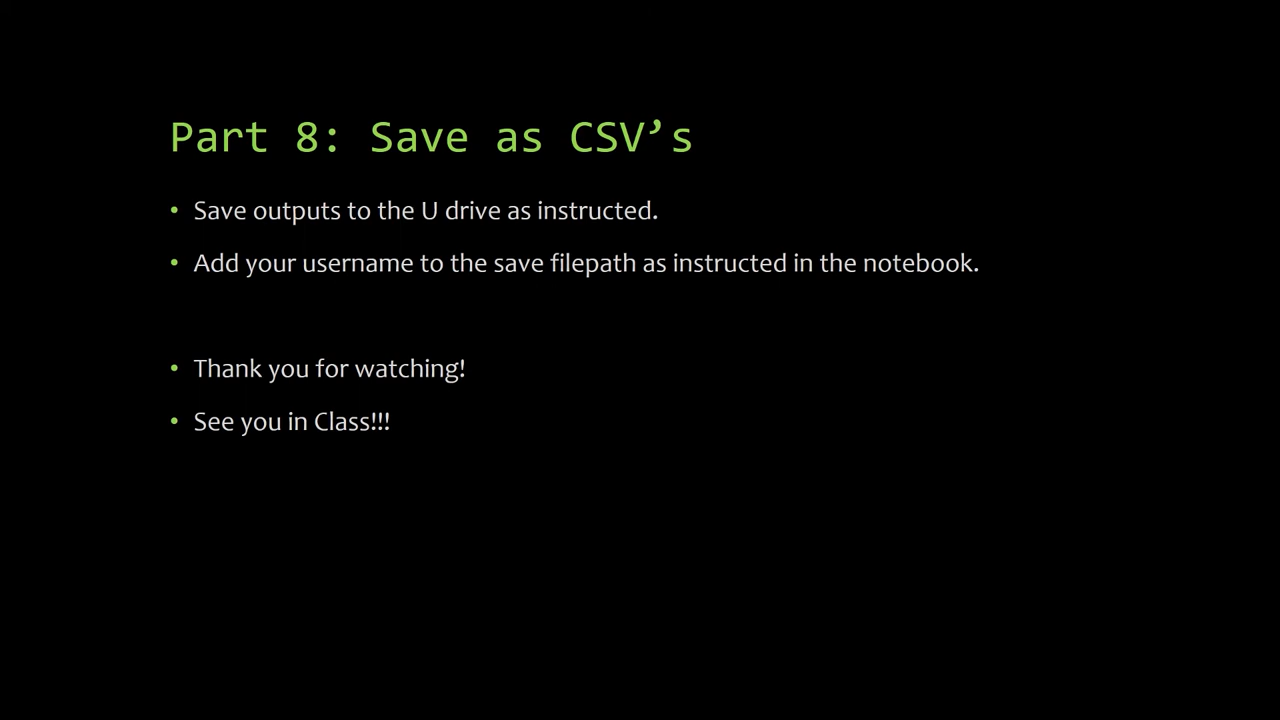 Part 8: Save as CSV’s
• Save outputs to the U drive as instructed.
• Add your username to the save filepath as instructed in the notebook.
• Thank you for watching!
• See you in Class!!!